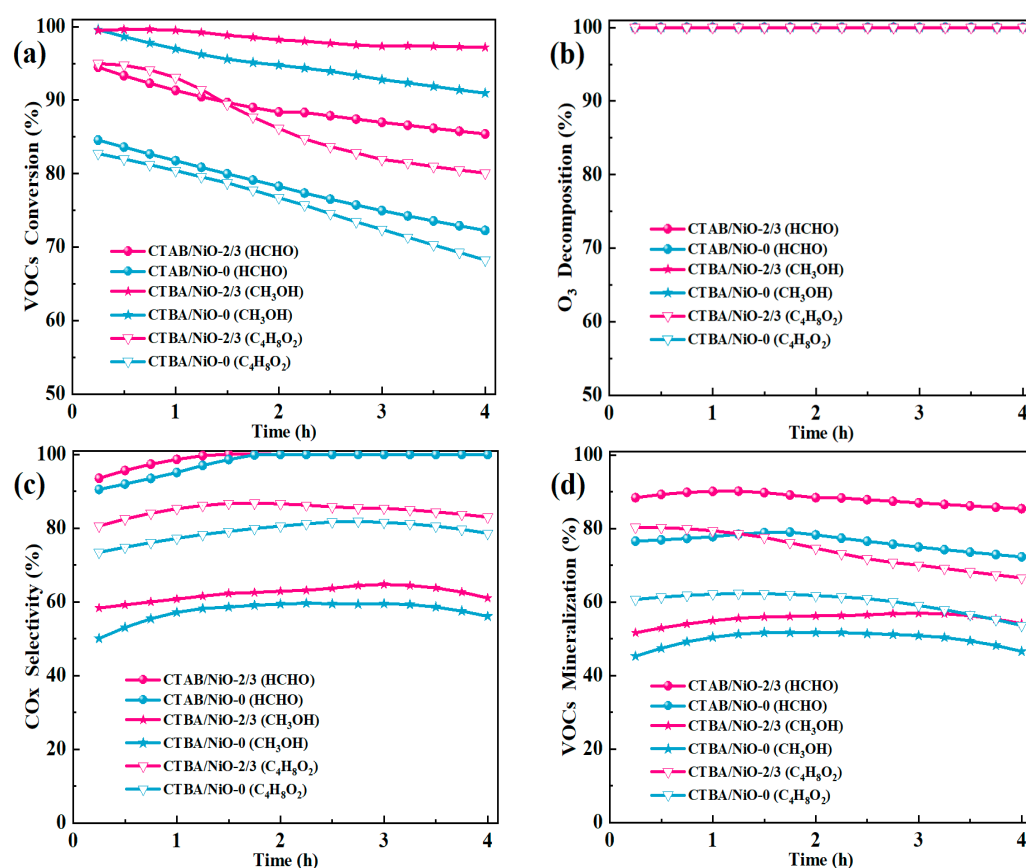 (a)
VOCs Conversion (%)
100
90
80
70
60
50
CTAB/NiO-2/3 (HCHO)
CTAB/NiO-0 (HCHO)
CTBA/NiO-2/3 (CH₃OH)
CTBA/NiO-0 (CH₃OH)
CTBA/NiO-2/3 (C₄H₈O₂)
CTBA/NiO-0 (C₄H₈O₂)
0 1 2 3 4
Time (h)
(b)
O₃ Decomposition (%)
100
90
80
70
60
50
CTAB/NiO-2/3 (HCHO)
CTAB/NiO-0 (HCHO)
CTBA/NiO-2/3 (CH₃OH)
CTBA/NiO-0 (CH₃OH)
CTBA/NiO-2/3 (C₄H₈O₂)
CTBA/NiO-0 (C₄H₈O₂)
0 1 2 3 4
Time (h)
(c)
COx Selectivity (%)
100
80
60
40
20
0
CTAB/NiO-2/3 (HCHO)
CTAB/NiO-0 (HCHO)
CTBA/NiO-2/3 (CH₃OH)
CTBA/NiO-0 (CH₃OH)
CTBA/NiO-2/3 (C₄H₈O₂)
CTBA/NiO-0 (C₄H₈O₂)
0 1 2 3 4
Time (h)
(d)
VOCs Mineralization (%)
100
80
60
40
20
0
CTAB/NiO-2/3 (HCHO)
CTAB/NiO-0 (HCHO)
CTBA/NiO-2/3 (CH₃OH)
CTBA/NiO-0 (CH₃OH)
CTBA/NiO-2/3 (C₄H₈O₂)
CTBA/NiO-0 (C₄H₈O₂)
0 1 2 3 4
Time (h)